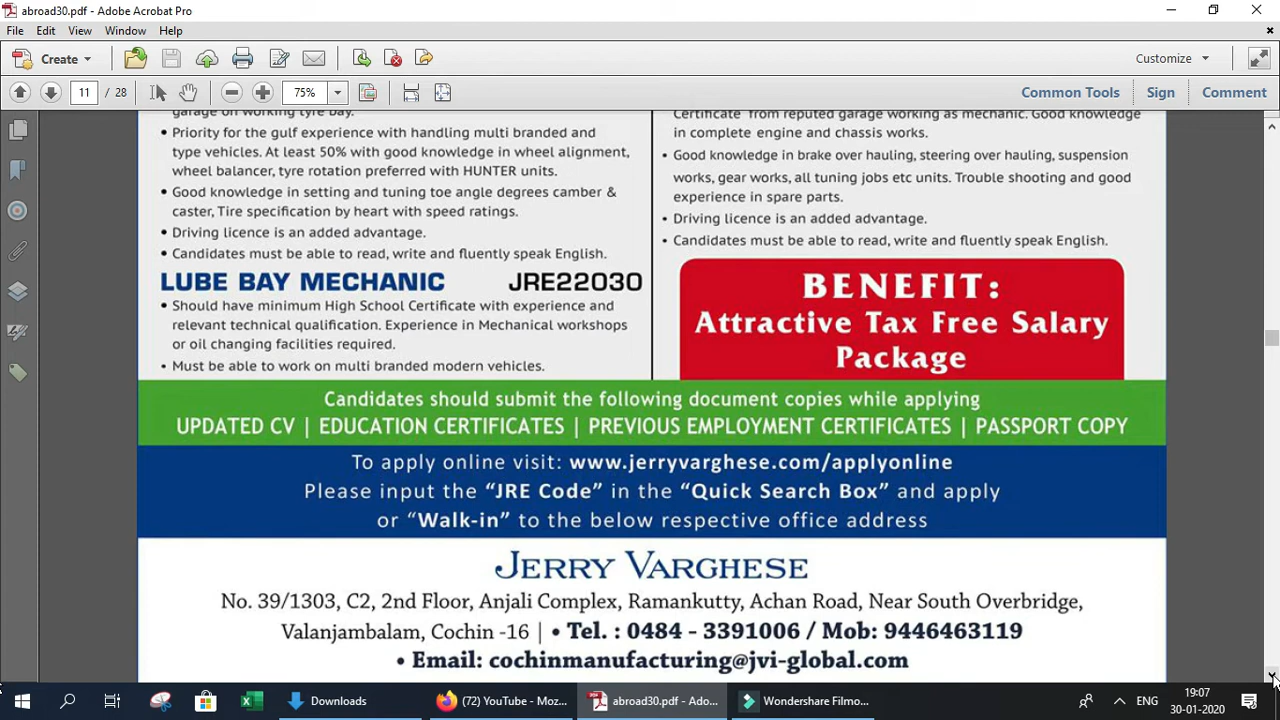 abroad30.pdf - Adobe Acrobat Pro
File Edit View Window Help
Create Customize
11 / 28 75% Common Tools Sign Comment
garage on working tyre bay.
• Priority for the gulf experience with handling multi branded and
type vehicles. At least 50% with good knowledge in wheel alignment,
wheel balancer, tyre rotation preferred with HUNTER units.
• Good knowledge in setting and tuning toe angle degrees camber &
caster, Tire specification by heart with speed ratings.
• Driving licence is an added advantage.
• Candidates must be able to read, write and fluently speak English.
LUBE BAY MECHANIC JRE22030
• Should have minimum High School Certificate with experience and
relevant technical qualification. Experience in Mechanical workshops
or oil changing facilities required.
• Must be able to work on multi branded modern vehicles.
Certificate from reputed garage working as mechanic. Good knowledge
in complete engine and chassis works.
• Good knowledge in brake over hauling, steering over hauling, suspension
works, gear works, all tuning jobs etc units. Trouble shooting and good
experience in spare parts.
• Driving licence is an added advantage.
• Candidates must be able to read, write and fluently speak English.
BENEFIT:
Attractive Tax Free Salary
Package
Candidates should submit the following document copies while applying
UPDATED CV | EDUCATION CERTIFICATES | PREVIOUS EMPLOYMENT CERTIFICATES | PASSPORT COPY
To apply online visit: www.jerryvarghese.com/applyonline
Please input the “JRE Code” in the “Quick Search Box” and apply
or “Walk-in” to the below respective office address
JERRY VARGHESE
No. 39/1303, C2, 2nd Floor, Anjali Complex, Ramankutty, Achan Road, Near South Overbridge,
Valanjambalam, Cochin -16 | • Tel. : 0484 - 3391006 / Mob: 9446463119
• Email: cochinmanufacturing@jvi-global.com
Downloads (72) YouTube - Moz... abroad30.pdf - Ado... Wondershare Filmo... ENG 19:07
30-01-2020